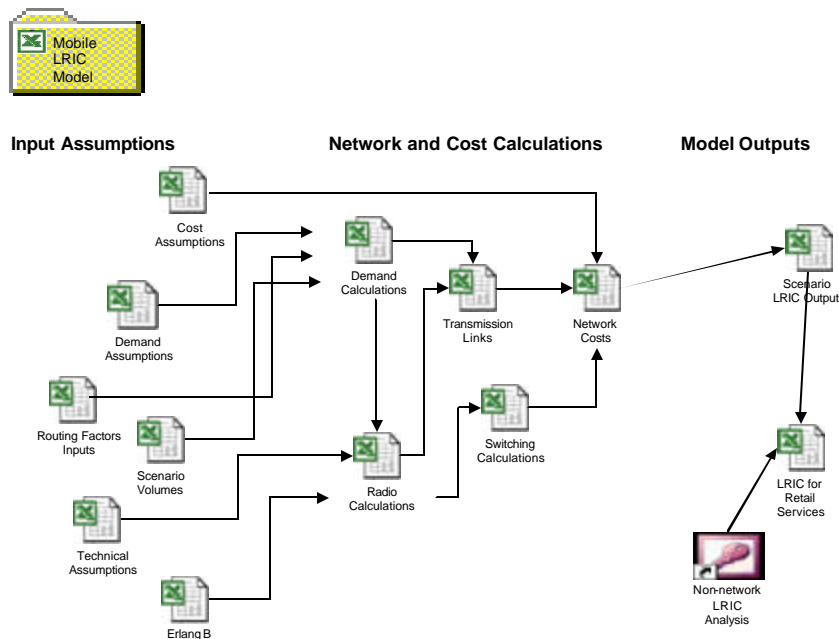 Mobile
LRIC
Model
Input Assumptions
Network and Cost Calculations
Model Outputs
Cost
Assumptions
Demand
Calculations
Scenario
LRIC Output
Demand
Assumptions
Transmission
Links
Network
Costs
Routing Factors
Inputs
Scenario
Volumes
Radio
Calculations
Switching
Calculations
LRIC for
Retail
Services
Technical
Assumptions
Non-network
LRIC
Analysis
Erlang B